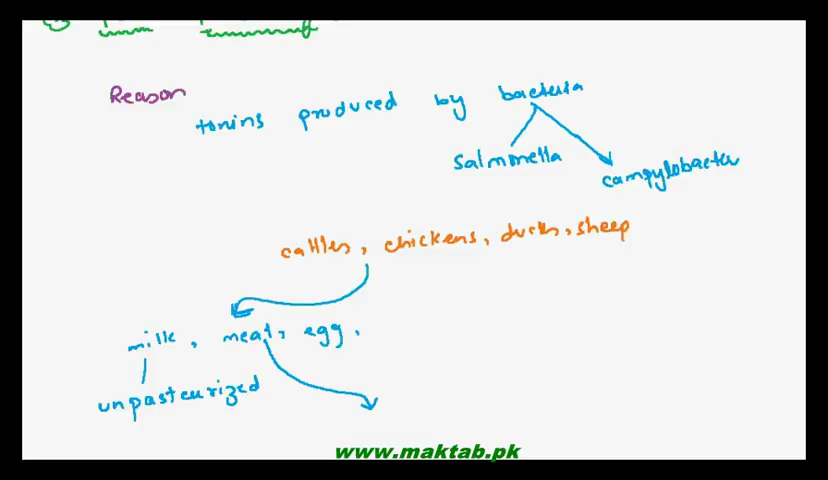 Reason
toxins produced by bacteria
salmonella
campylobacter
cattles, chickens, ducks, sheep
milk, meat, egg,
unpasteurized
www.maktab.pk